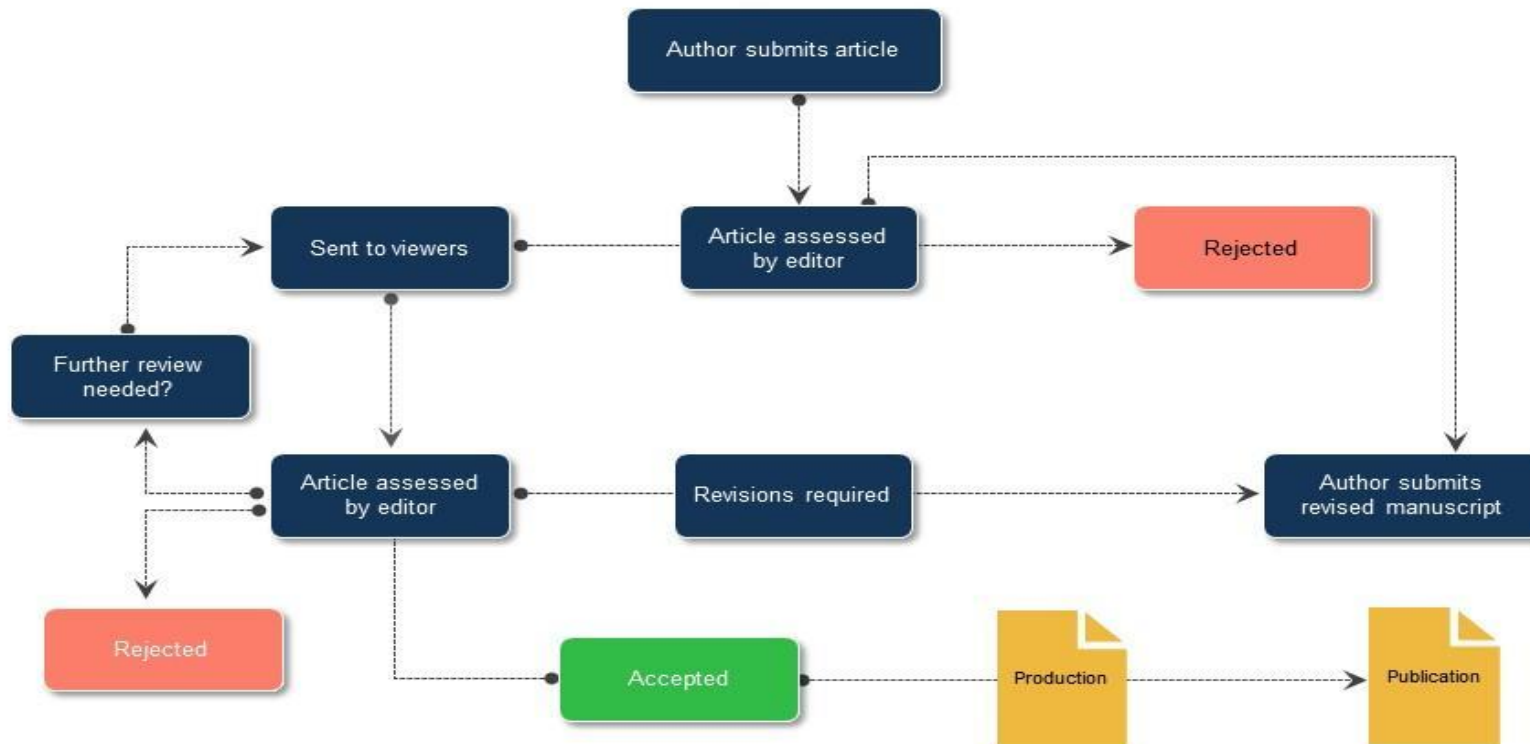 Author submits article
Sent to viewers
Article assessed
by editor
Rejected
Further review
needed?
Article assessed
by editor
Revisions required
Author submits
revised manuscript
Rejected
Accepted
Production
Publication